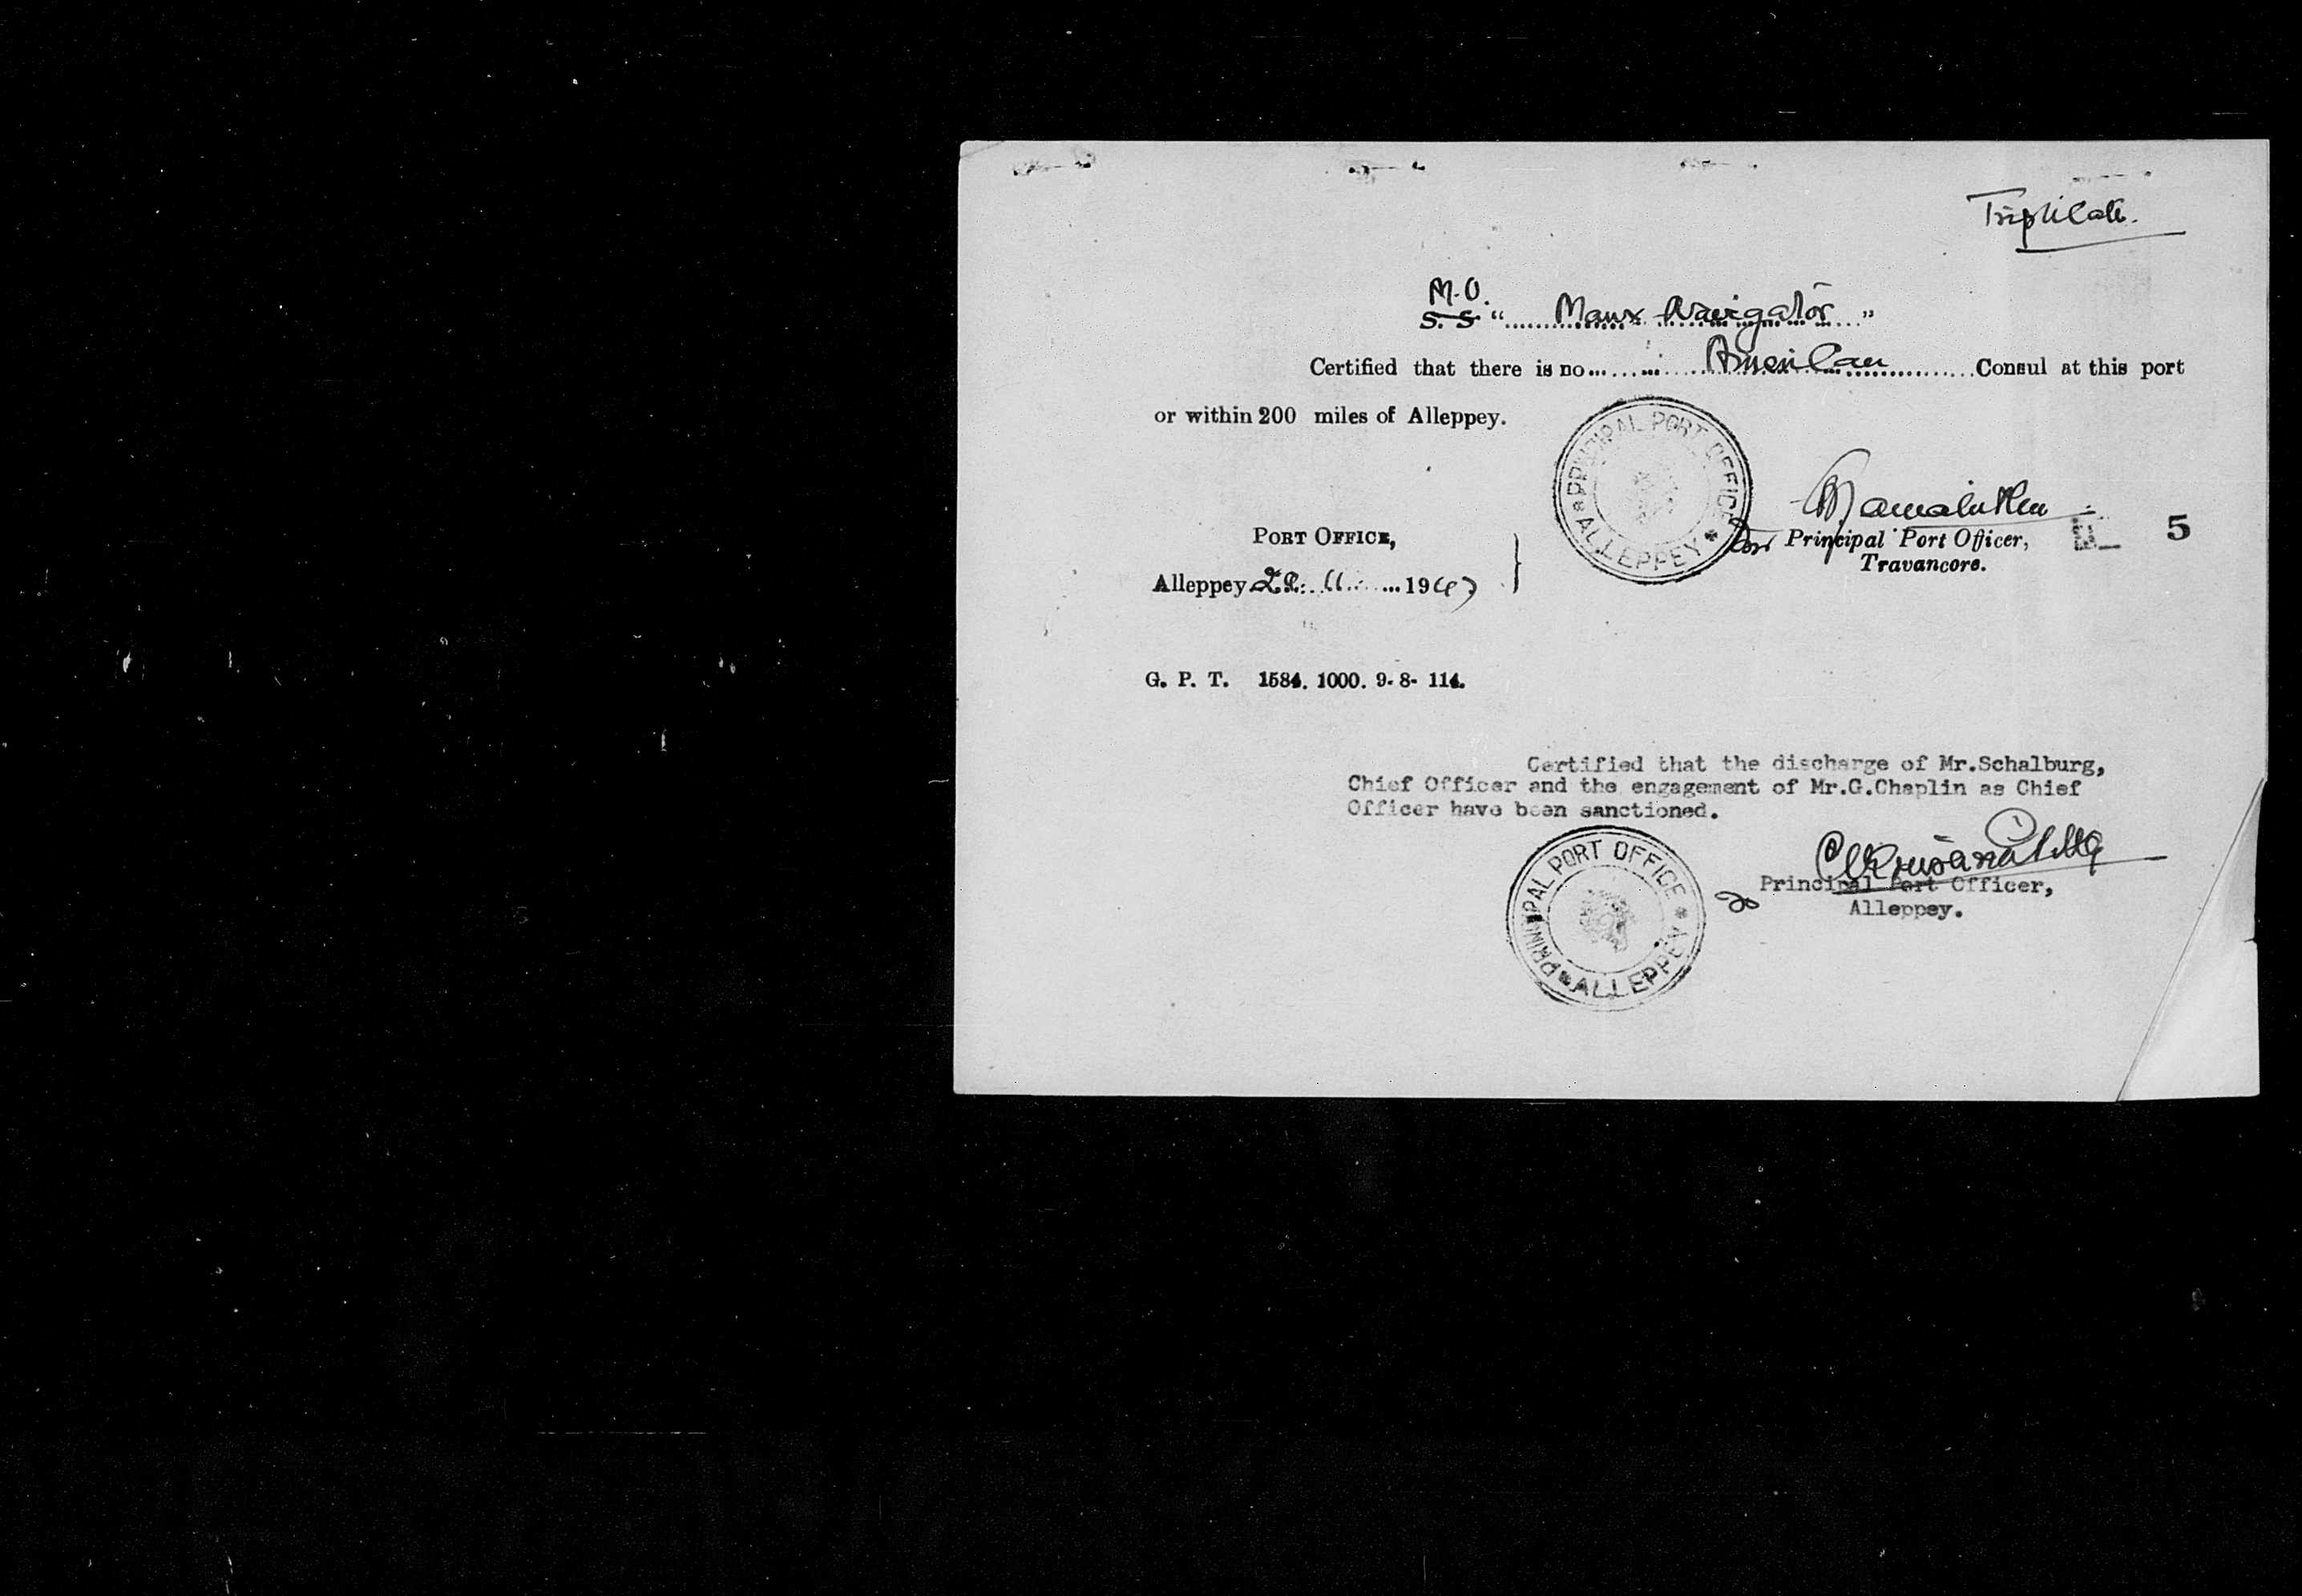 Triplicate.
M.V.
S. S. "Manx Navigator"
Certified that there is no American Consul at this port
or within 200 miles of Alleppey.
PRINCIPAL PORT OFFICE
* ALLEPPEY *
PORT OFFICE,
for Principal Port Officer,
Travancore.
5
Alleppey 11 1947
G. P. T. 1584. 1000. 9-8-114.
Certified that the discharge of Mr.Schalburg,
Chief Officer and the engagement of Mr.G.Chaplin as Chief
Officer have been sanctioned.
PRINCIPAL PORT OFFICE
* ALLEPPEY *
Principal Port Officer,
Alleppey.